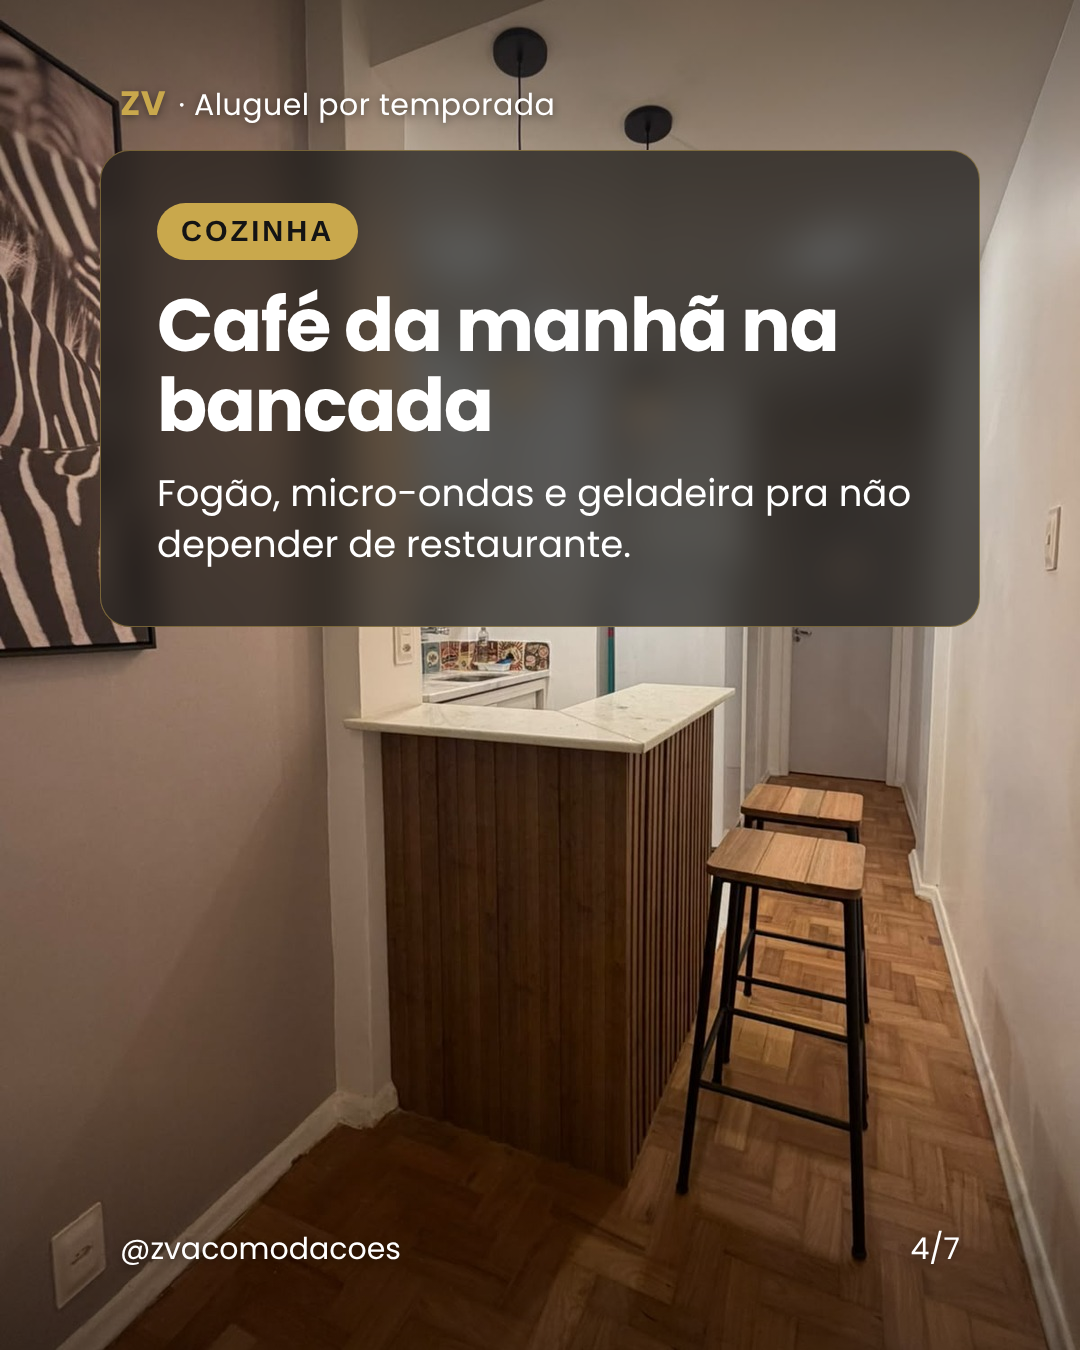 ZV · Aluguel por temporada
COZINHA
Café da manhã na
bancada
Fogão, micro-ondas e geladeira pra não
depender de restaurante.
@zvacomodacoes
4/7